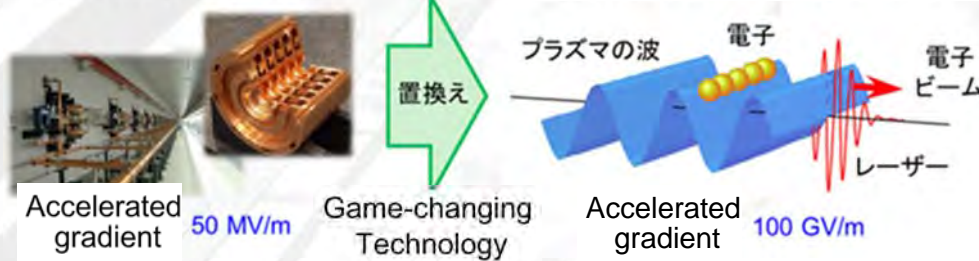 プラズマの波
電子
電子
ビーム
置換え
レーザー
Accelerated
gradient
50 MV/m
Game-changing
Technology
Accelerated
gradient
100 GV/m